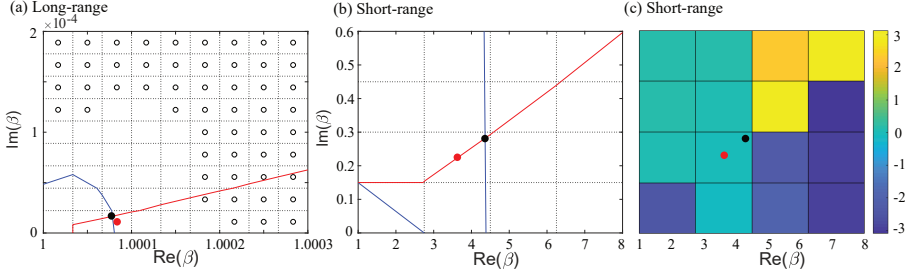 (a) Long-range
× 10⁻⁴
2
1
0
Im(β)
1
1.0001
1.0002
1.0003
Re(β)
(b) Short-range
0.6
0.5
0.4
0.3
0.2
0.1
0
Im(β)
1 2 3 4 5 6 7 8
Re(β)
(c) Short-range
1 2 3 4 5 6 7 8
Re(β)
3
2
1
0
-1
-2
-3